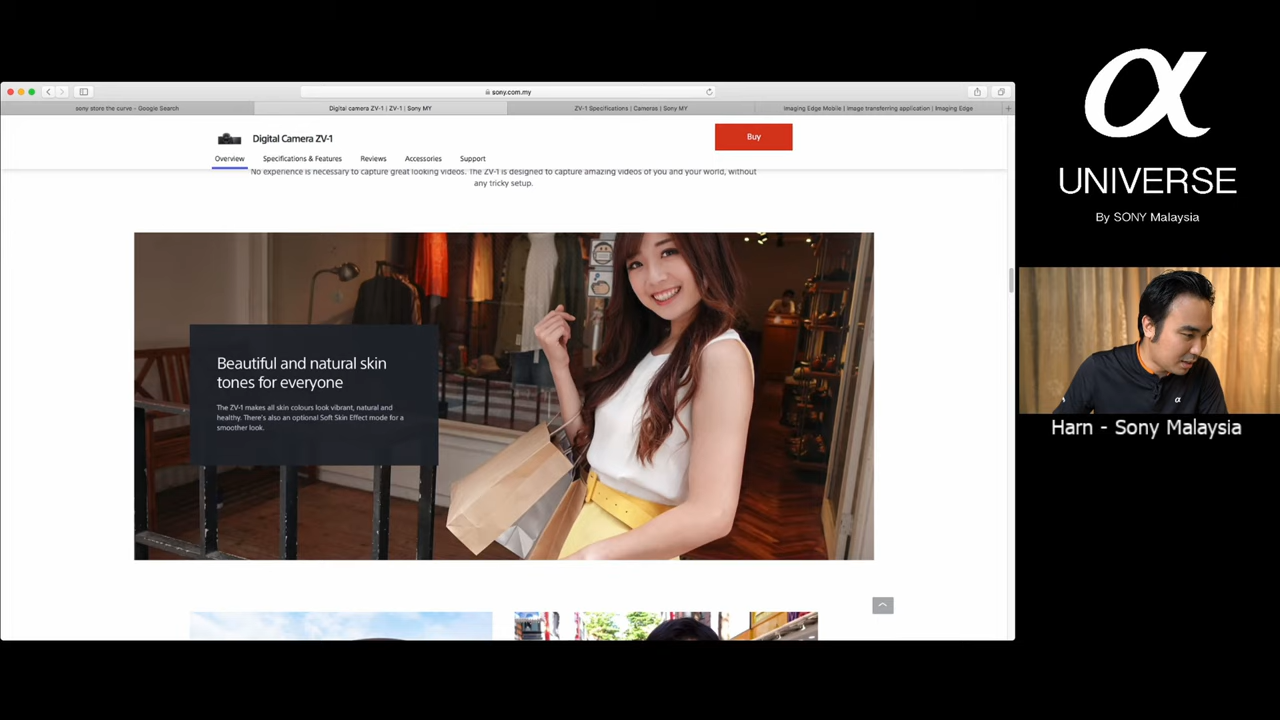 sony.com.my
sony store the curve - Google Search
Digital camera ZV-1 | ZV-1 | Sony MY
ZV-1 Specifications | Cameras | Sony MY
Imaging Edge Mobile | Image transferring application | Imaging Edge
Digital Camera ZV-1
Buy
Overview
Specifications & Features
Reviews
Accessories
Support
No experience is necessary to capture great looking videos. The ZV-1 is designed to capture amazing videos of you and your world, without
any tricky setup.
Beautiful and natural skin
tones for everyone
The ZV-1 makes all skin colours look vibrant, natural and
healthy. There's also an optional Soft Skin Effect mode for a
smoother look.
α
UNIVERSE
By SONY Malaysia
Harn - Sony Malaysia